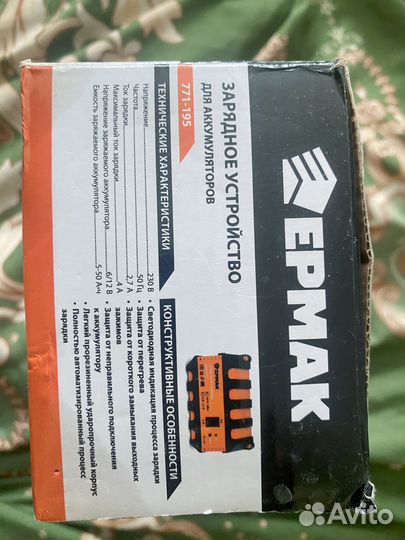 ЕРМАК
ЗАРЯДНОЕ УСТРОЙСТВО
ДЛЯ АККУМУЛЯТОРОВ
771-195
ТЕХНИЧЕСКИЕ ХАРАКТЕРИСТИКИ
Напряжение 230 В
Частота 50 Гц
Ток зарядки 2,7 А
Максимальный ток зарядки 4 А
Напряжение заряжаемого аккумулятора 6/12 В
Емкость заряжаемого аккумулятора 5-50 А•ч
КОНСТРУКТИВНЫЕ ОСОБЕННОСТИ
• Светодиодная индикация процесса зарядки
• Защита от перегрева
• Защита от короткого замыкания выходных
зажимов
• Защита от неправильного подключения
к аккумулятору
• Легкий прорезиненный ударопрочный корпус
• Полностью автоматизированный процесс
зарядки
ЕРМАК
Avito